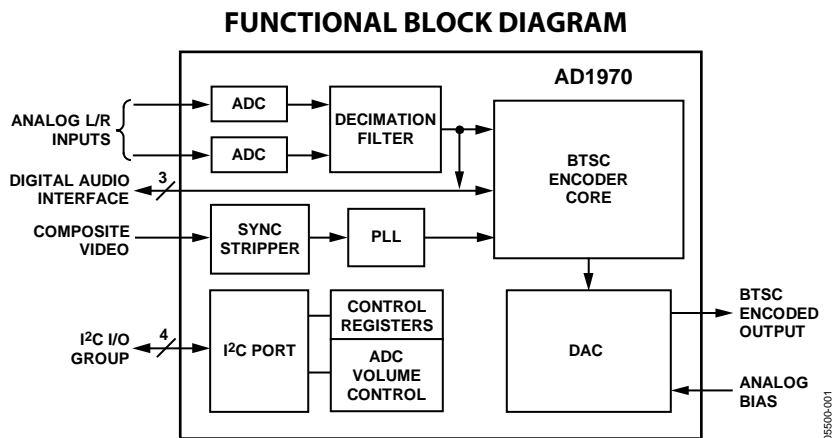 FUNCTIONAL BLOCK DIAGRAM
AD1970
ANALOG L/R
INPUTS
ADC
ADC
DECIMATION
FILTER
BTSC
ENCODER
CORE
DIGITAL AUDIO
INTERFACE
3
COMPOSITE
VIDEO
SYNC
STRIPPER
PLL
I2C I/O
GROUP
4
I2C PORT
CONTROL
REGISTERS
ADC
VOLUME
CONTROL
DAC
BTSC
ENCODED
OUTPUT
ANALOG
BIAS
05500-001